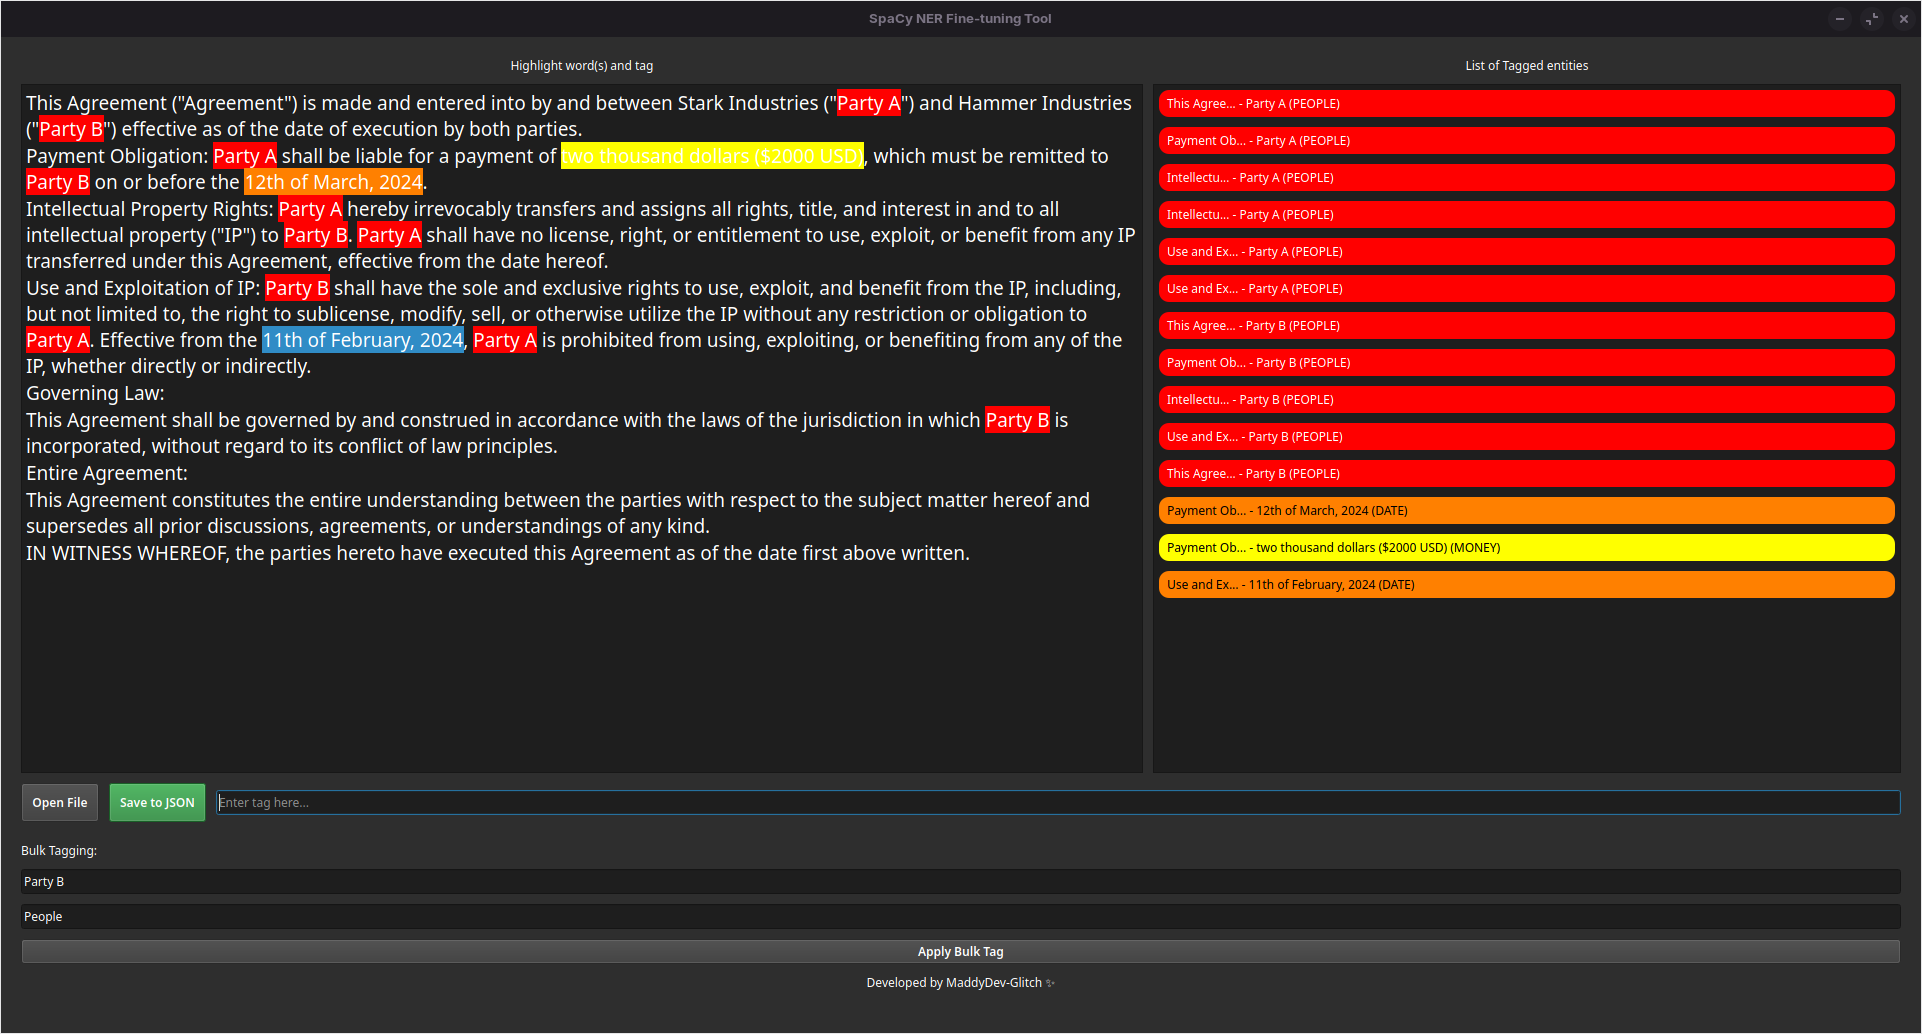 SpaCy NER Fine-tuning Tool
Highlight word(s) and tag
This Agreement ("Agreement") is made and entered into by and between Stark Industries ("Party A") and Hammer Industries
("Party B") effective as of the date of execution by both parties.
Payment Obligation: Party A shall be liable for a payment of two thousand dollars ($2000 USD), which must be remitted to
Party B on or before the 12th of March, 2024.
Intellectual Property Rights: Party A hereby irrevocably transfers and assigns all rights, title, and interest in and to all
intellectual property ("IP") to Party B. Party A shall have no license, right, or entitlement to use, exploit, or benefit from any IP
transferred under this Agreement, effective from the date hereof.
Use and Exploitation of IP: Party B shall have the sole and exclusive rights to use, exploit, and benefit from the IP, including,
but not limited to, the right to sublicense, modify, sell, or otherwise utilize the IP without any restriction or obligation to
Party A. Effective from the 11th of February, 2024, Party A is prohibited from using, exploiting, or benefiting from any of the
IP, whether directly or indirectly.
Governing Law:
This Agreement shall be governed by and construed in accordance with the laws of the jurisdiction in which Party B is
incorporated, without regard to its conflict of law principles.
Entire Agreement:
This Agreement constitutes the entire understanding between the parties with respect to the subject matter hereof and
supersedes all prior discussions, agreements, or understandings of any kind.
IN WITNESS WHEREOF, the parties hereto have executed this Agreement as of the date first above written.
List of Tagged entities
This Agree... - Party A (PEOPLE)
Payment Ob... - Party A (PEOPLE)
Intellectu... - Party A (PEOPLE)
Intellectu... - Party A (PEOPLE)
Use and Ex... - Party A (PEOPLE)
Use and Ex... - Party A (PEOPLE)
This Agree... - Party B (PEOPLE)
Payment Ob... - Party B (PEOPLE)
Intellectu... - Party B (PEOPLE)
Use and Ex... - Party B (PEOPLE)
This Agree... - Party B (PEOPLE)
Payment Ob... - 12th of March, 2024 (DATE)
Payment Ob... - two thousand dollars ($2000 USD) (MONEY)
Use and Ex... - 11th of February, 2024 (DATE)
Open File
Save to JSON
Enter tag here...
Bulk Tagging:
Party B
People
Apply Bulk Tag
Developed by MaddyDev-Glitch ✨